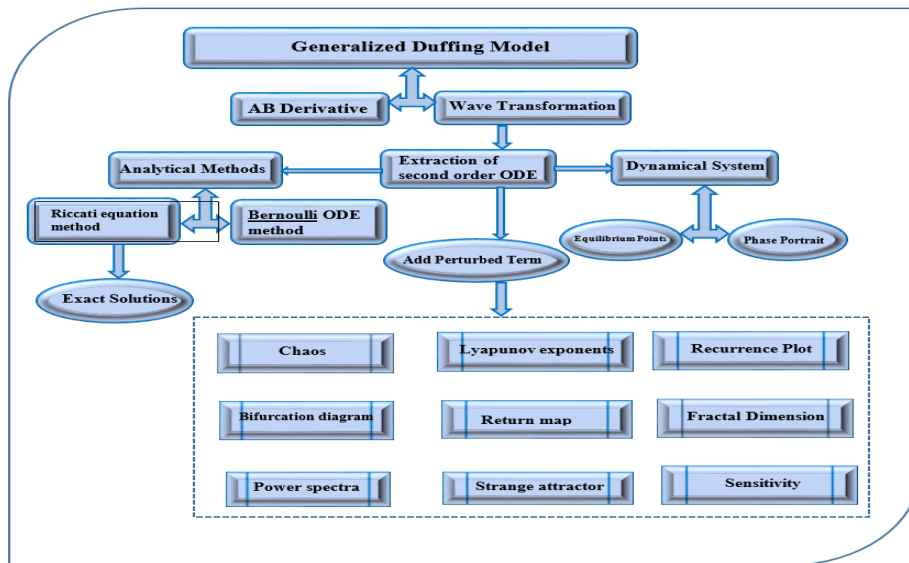 Generalized Duffing Model
AB Derivative
Wave Transformation
Analytical Methods
Extraction of
second order ODE
Dynamical System
Riccati equation
method
Bernoulli ODE
method
Equilibrium Points
Phase Portrait
Add Perturbed Term
Exact Solutions
Chaos
Lyapunov exponents
Recurrence Plot
Bifurcation diagram
Return map
Fractal Dimension
Power spectra
Strange attractor
Sensitivity